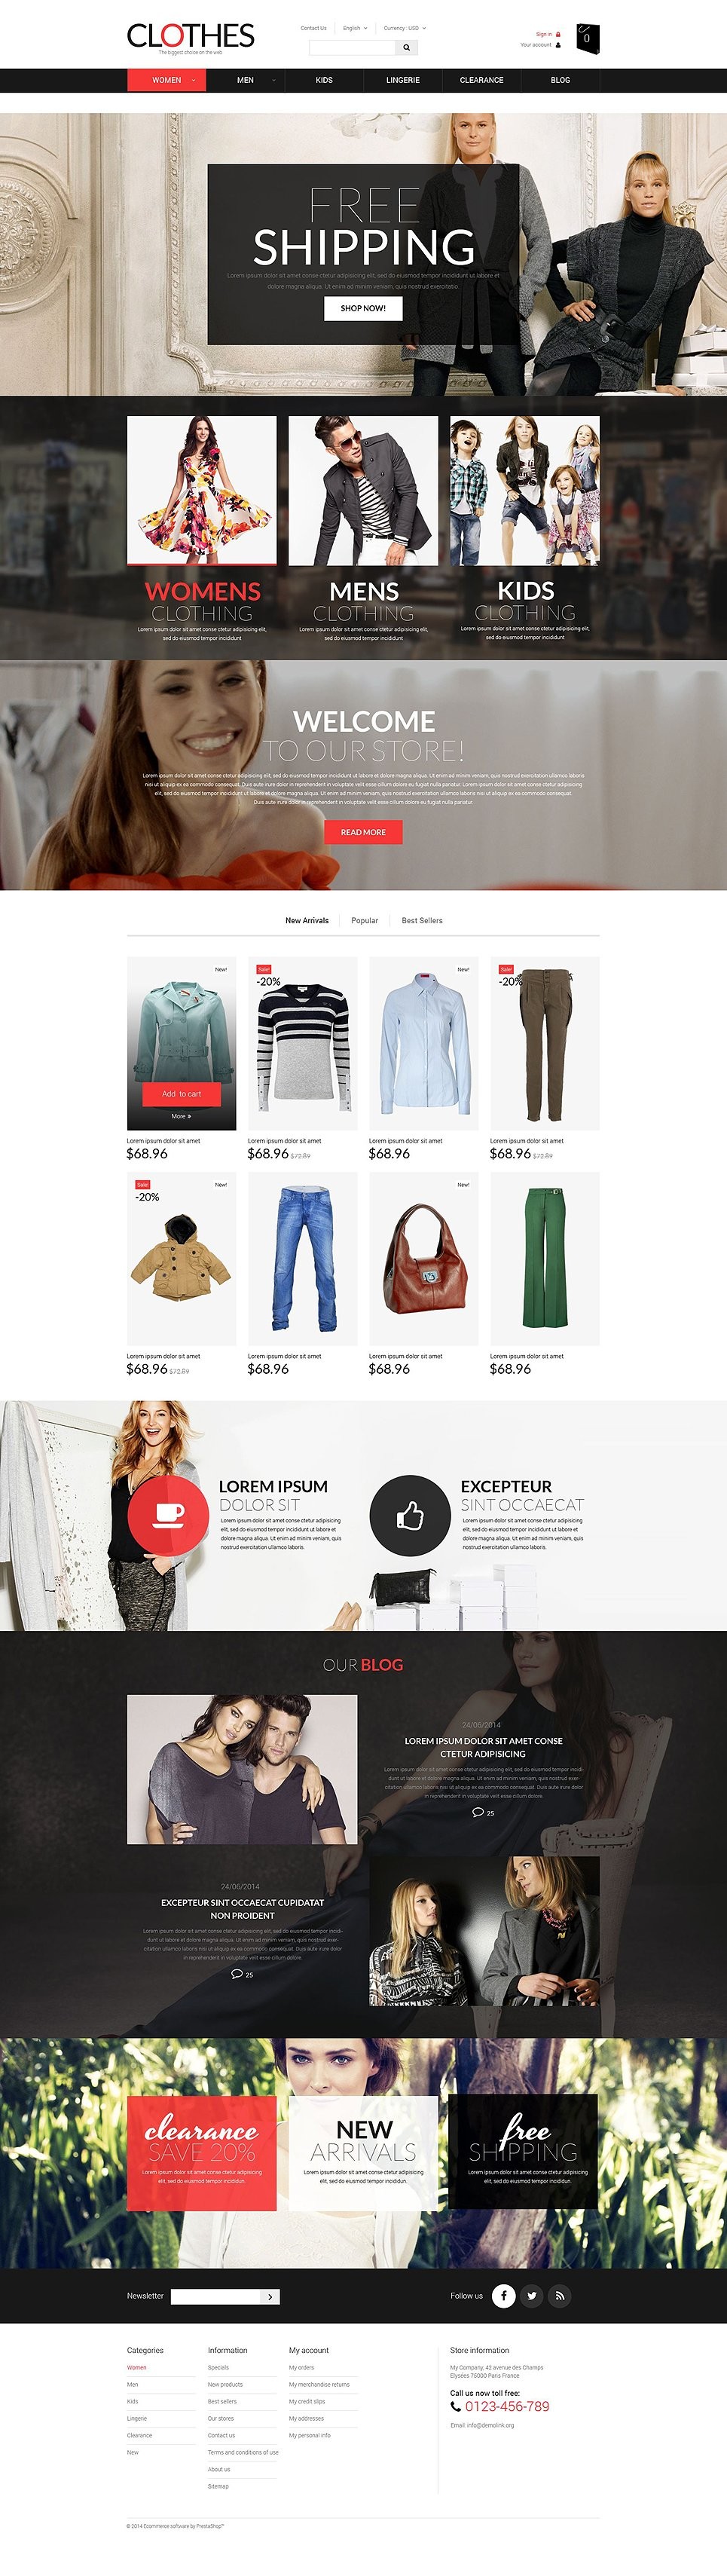 CLOTHES
The biggest choice on the web
Contact Us
English
Currency : USD
Sign in
Your account
0
WOMEN
MEN
KIDS
LINGERIE
CLEARANCE
BLOG
FREE
SHIPPING
Lorem ipsum dolor sit amet conse ctetur adipisicing elit, sed do eiusmod tempor incididunt ut labore et
dolore magna aliqua. Ut enim ad minim veniam, quis nostrud exercitatio
SHOP NOW!
WOMENS
CLOTHING
Lorem ipsum dolor sit amet conse ctetur adipisicing elit,
sed do eiusmod tempor incididunt
MENS
CLOTHING
Lorem ipsum dolor sit amet conse ctetur adipisicing elit,
sed do eiusmod tempor incididunt
KIDS
CLOTHING
Lorem ipsum dolor sit amet conse ctetur adipisicing elit,
sed do eiusmod tempor incididunt
WELCOME
TO OUR STORE!
Lorem ipsum dolor sit amet conse ctetur adipisicing elit, sed do eiusmod tempor incididunt ut labore et dolore magna aliqua. Ut enim ad minim veniam, quis nostrud exercitation ullamco laboris
nisi ut aliquip ex ea commodo consequat. Duis aute irure dolor in reprehenderit in voluptate velit esse cillum dolore eu fugiat nulla pariatur. Lorem ipsum dolor sit amet conse ctetur adipisicing
elit, sed do eiusmod tempor incididunt ut labore et dolore magna aliqua. Ut enim ad minim veniam, quis nostrud exercitation ullamco laboris nisi ut aliquip ex ea commodo consequat.
Duis aute irure dolor in reprehenderit in voluptate velit esse cillum dolore eu fugiat nulla pariatur.
READ MORE
New Arrivals
Popular
Best Sellers
New!
Add to cart
More »
Sale!
-20%
New!
Sale!
-20%
Lorem ipsum dolor sit amet
$68.96
Lorem ipsum dolor sit amet
$68.96 $72.89
Lorem ipsum dolor sit amet
$68.96
Lorem ipsum dolor sit amet
$68.96 $72.89
Sale!
-20%
New!
New!
Lorem ipsum dolor sit amet
$68.96 $72.89
Lorem ipsum dolor sit amet
$68.96
Lorem ipsum dolor sit amet
$68.96
Lorem ipsum dolor sit amet
$68.96
LOREM IPSUM
DOLOR SIT
Lorem ipsum dolor sit amet conse ctetur adipisicing
elit, sed do eiusmod tempor incididunt ut labore et
dolore magna aliqua. Ut enim ad minim veniam, quis
nostrud exercitation ullamco laboris.
EXCEPTEUR
SINT OCCAECAT
Lorem ipsum dolor sit amet conse ctetur adipisicing
elit, sed do eiusmod tempor incididunt ut labore et
dolore magna aliqua. Ut enim ad minim veniam, quis
nostrud exercitation ullamco laboris.
OUR BLOG
24/06/2014
LOREM IPSUM DOLOR SIT AMET CONSE
CTETUR ADIPISICING
Lorem ipsum dolor sit amet conse ctetur adipisicing elit, sed do eiusmod tempor incidi-
dunt ut labore et dolore magna aliqua. Ut enim ad minim veniam, quis nostrud exer-
citation ullamco laboris nisi ut aliquip ex ea commodo consequat. Duis aute irure dolor
in reprehenderit in voluptate velit esse cillum dolore.
25
24/06/2014
EXCEPTEUR SINT OCCAECAT CUPIDATAT
NON PROIDENT
Lorem ipsum dolor sit amet conse ctetur adipisicing elit, sed do eiusmod tempor incidi-
dunt ut labore et dolore magna aliqua. Ut enim ad minim veniam, quis nostrud exer-
citation ullamco laboris nisi ut aliquip ex ea commodo consequat. Duis aute irure dolor
in reprehenderit in voluptate velit esse cillum dolore.
25
clearance
SAVE 20%
Lorem ipsum dolor sit amet conse ctetur adipisicing
elit, sed do eiusmod tempor incididun.
NEW
ARRIVALS
Lorem ipsum dolor sit amet conse ctetur adipisicing
elit, sed do eiusmod tempor incididun.
free
SHIPPING
Lorem ipsum dolor sit amet conse ctetur adipisicing
elit, sed do eiusmod tempor incididun.
Newsletter
Follow us
Categories
Women
Men
Kids
Lingerie
Clearance
New
Information
Specials
New products
Best sellers
Our stores
Contact us
Terms and conditions of use
About us
Sitemap
My account
My orders
My merchandise returns
My credit slips
My addresses
My personal info
Store information
My Company, 42 avenue des Champs
Elysées 75000 Paris France
Call us now toll free:
0123-456-789
Email: info@demolink.org
© 2014 Ecommerce software by PrestaShop™